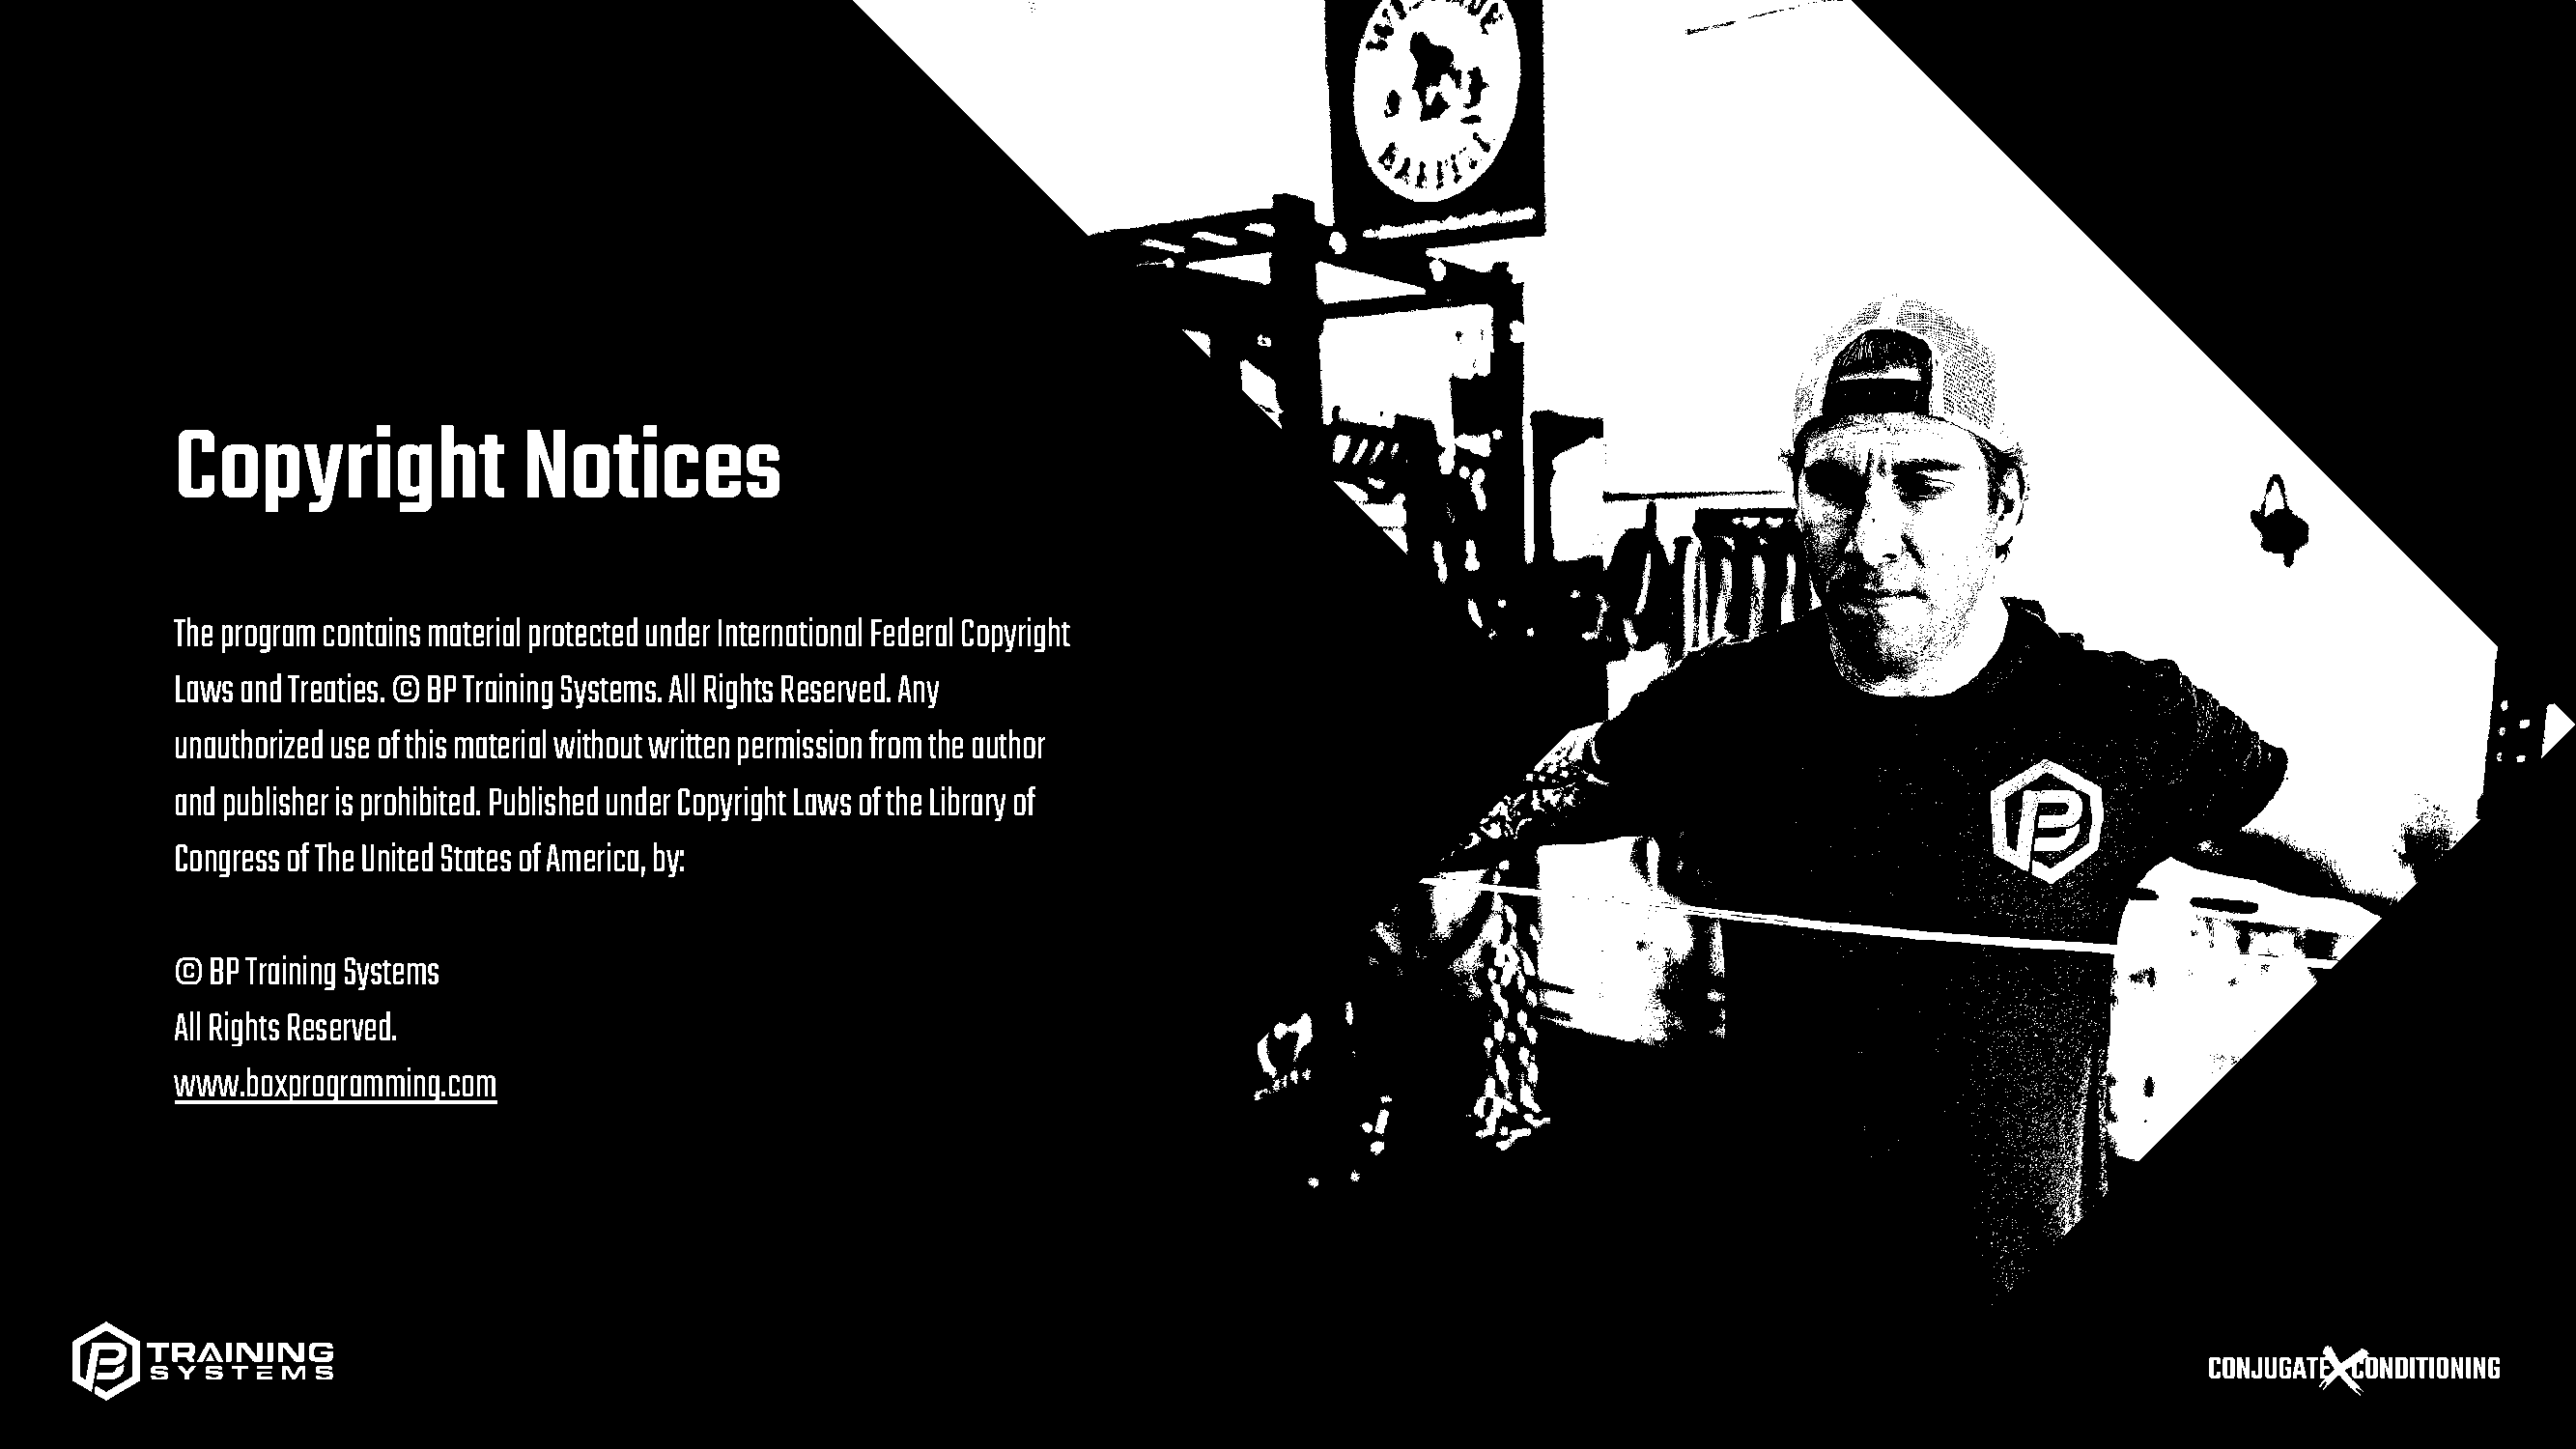 Copyright Notices
The program contains material protected under International Federal Copyright
Laws and Treaties. © BP Training Systems. All Rights Reserved. Any
unauthorized use of this material without written permission from the author
and publisher is prohibited. Published under Copyright Laws of the Library of
Congress of The United States of America, by:
© BP Training Systems
All Rights Reserved.
www.boxprogramming.com
TRAINING
SYSTEMS
CONJUGATE X CONDITIONING